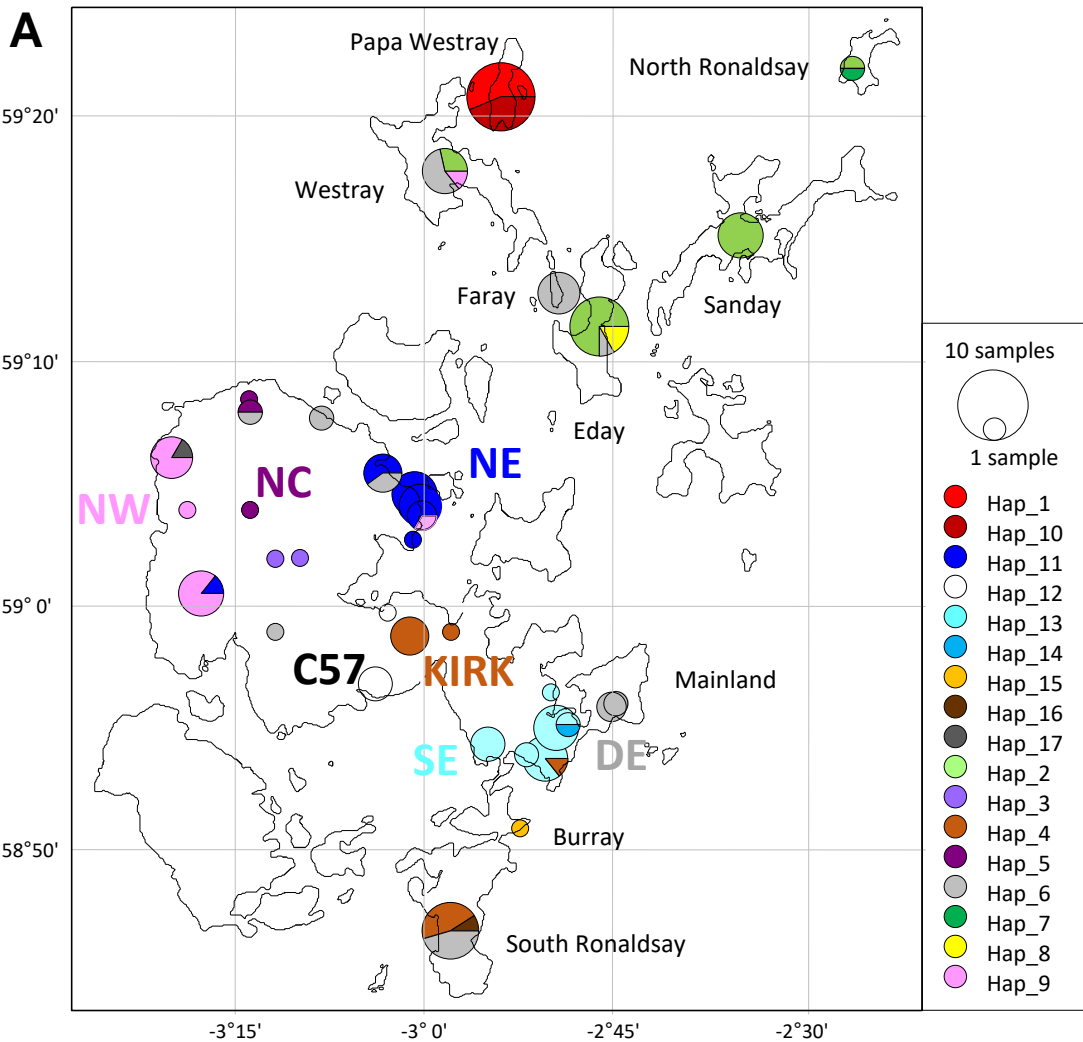 A
Papa Westray
North Ronaldsay
59°20'
Westray
Faray
Sanday
59°10'
Eday
10 samples
1 sample
NE
NC
NW
59° 0'
C57
KIRK
Mainland
SE
DE
Burray
58°50'
South Ronaldsay
Hap_1
Hap_10
Hap_11
Hap_12
Hap_13
Hap_14
Hap_15
Hap_16
Hap_17
Hap_2
Hap_3
Hap_4
Hap_5
Hap_6
Hap_7
Hap_8
Hap_9
-3°15'
-3° 0'
-2°45'
-2°30'